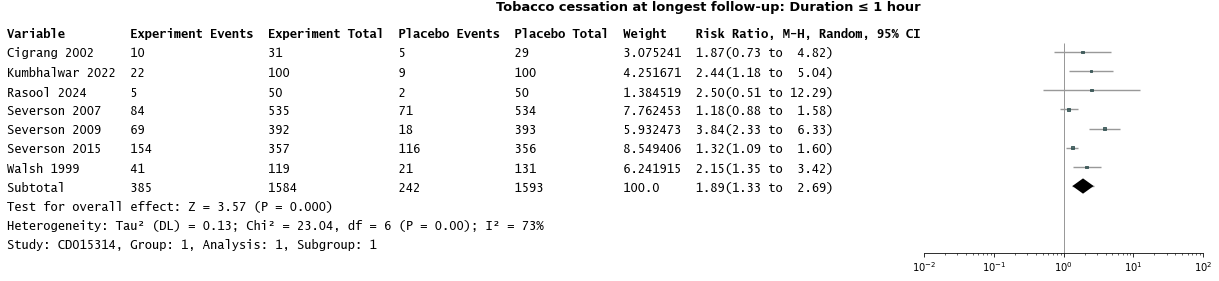 Tobacco cessation at longest follow-up: Duration ≤ 1 hour
Variable Experiment Events Experiment Total Placebo Events Placebo Total Weight Risk Ratio, M-H, Random, 95% CI
Cigrang 2002 10 31 5 29 3.075241 1.87(0.73 to 4.82)
Kumbhalwar 2022 22 100 9 100 4.251671 2.44(1.18 to 5.04)
Rasool 2024 5 50 2 50 1.384519 2.50(0.51 to 12.29)
Severson 2007 84 535 71 534 7.762453 1.18(0.88 to 1.58)
Severson 2009 69 392 18 393 5.932473 3.84(2.33 to 6.33)
Severson 2015 154 357 116 356 8.549406 1.32(1.09 to 1.60)
Walsh 1999 41 119 21 131 6.241915 2.15(1.35 to 3.42)
Subtotal 385 1584 242 1593 100.0 1.89(1.33 to 2.69)
Test for overall effect: Z = 3.57 (P = 0.000)
Heterogeneity: Tau² (DL) = 0.13; Chi² = 23.04, df = 6 (P = 0.00); I² = 73%
Study: CD015314, Group: 1, Analysis: 1, Subgroup: 1
10⁻² 10⁻¹ 10⁰ 10¹ 10²